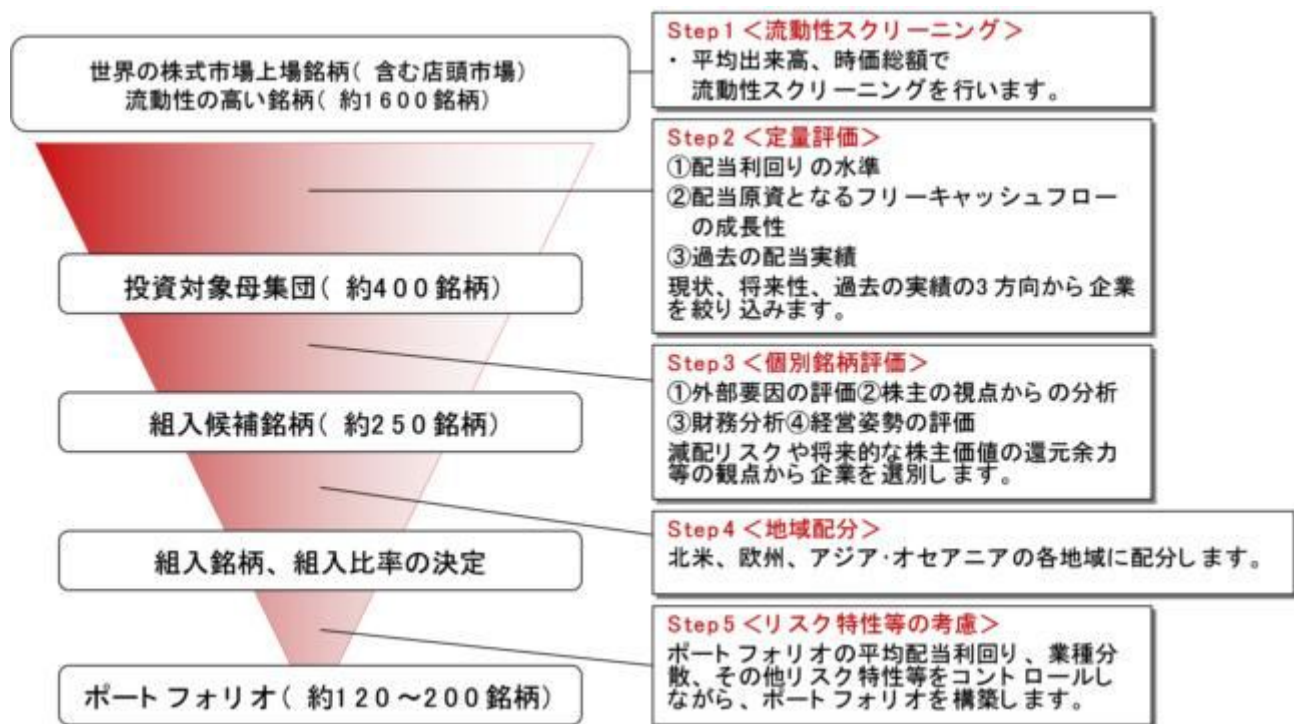 世界の株式市場上場銘柄( 含む店頭市場)
流動性の高い銘柄( 約1600銘柄)
Step1<流動性スクリーニング>
・ 平均出来高、時価総額で
流動性スクリーニングを行います。
Step2<定量評価>
①配当利回りの水準
②配当原資となるフリーキャッシュフロー
の成長性
③過去の配当実績
現状、将来性、過去の実績の3方向から企業
を絞り込みます。
投資対象母集団( 約400銘柄)
Step3<個別銘柄評価>
①外部要因の評価②株主の視点からの分析
③財務分析④経営姿勢の評価
減配リスクや将来的な株主価値の還元余力
等の観点から企業を選別します。
組入候補銘柄( 約250銘柄)
Step4<地域配分>
北米、欧州、アジア・オセアニアの各地域に配分します。
組入銘柄、組入比率の決定
Step5<リスク特性等の考慮>
ポートフォリオの平均配当利回り、業種分
散、その他リスク特性等をコントロールし
ながら、ポートフォリオを構築します。
ポートフォリオ( 約120~200銘柄)